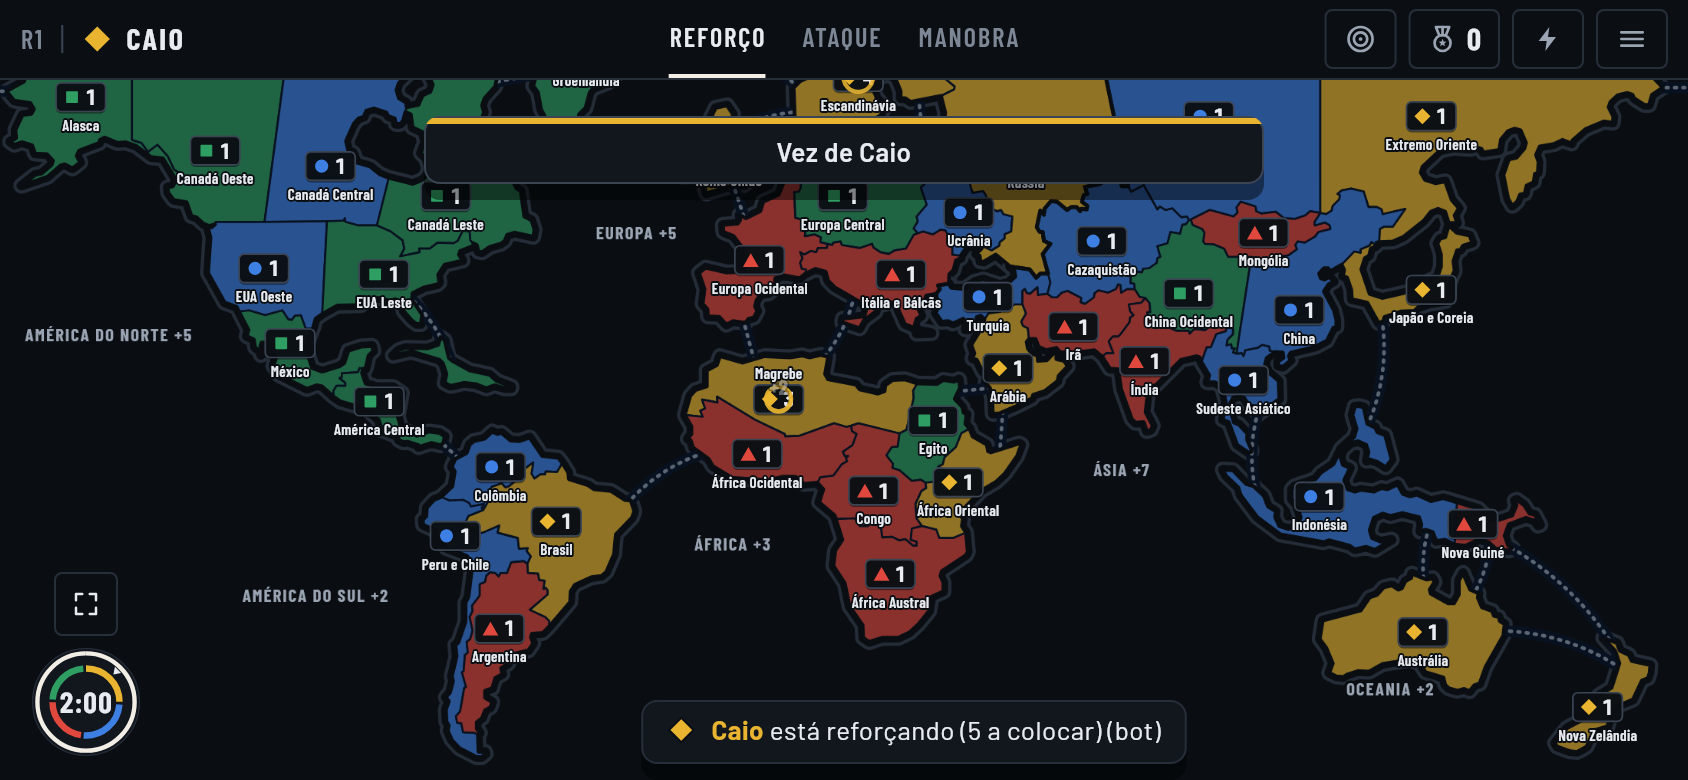 R1
CAIO
REFORÇO
ATAQUE
MANOBRA
0
Groenlândia
1
Alasca
Escandinávia
1
1
Extremo Oriente
Vez de Caio
1
Canadá Oeste
1
Canadá Central
1
Canadá Leste
Reino Unido
1
Europa Central
Rússia
1
Ucrânia
EUROPA +5
1
Cazaquistão
1
Mongólia
1
EUA Oeste
1
EUA Leste
1
Europa Ocidental
1
Itália e Bálcãs
1
Turquia
1
Irã
1
China Ocidental
1
China
1
Japão e Coreia
AMÉRICA DO NORTE +5
1
México
Magrebe
1
Arábia
1
Índia
1
Sudeste Asiático
1
América Central
1
Egito
1
Colômbia
1
África Ocidental
ÁSIA +7
1
Congo
1
África Oriental
1
Indonésia
1
Brasil
1
Peru e Chile
ÁFRICA +3
1
Nova Guiné
1
África Austral
AMÉRICA DO SUL +2
1
Argentina
1
Austrália
OCEANIA +2
1
Nova Zelândia
2:00
Caio está reforçando (5 a colocar) (bot)